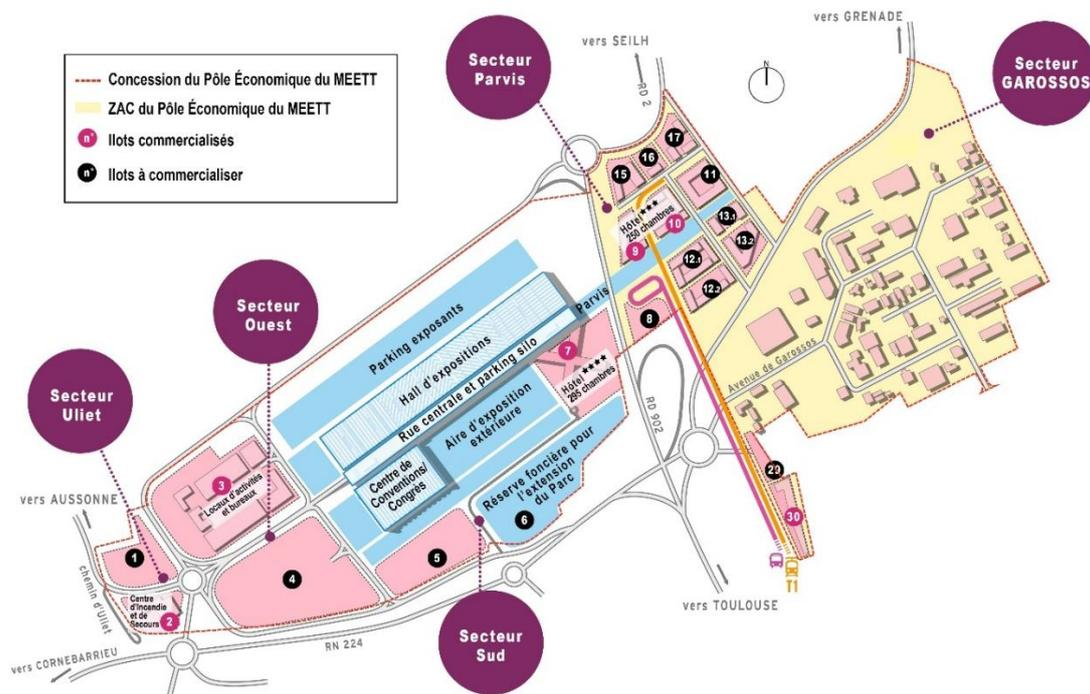 Concession du Pôle Économique du MEETT
ZAC du Pôle Économique du MEETT
n° Ilots commercialisés
n° Ilots à commercialiser
vers SEILH
RD 2
vers GRENADE
N
Secteur
Parvis
Secteur
GAROSSOS
Secteur
Ouest
Secteur
Uliet
Secteur
Sud
17
16
15
11
Hôtel ★★★
250 chambres
10
9
13.1
13.2
12.1
12.2
8
Parvis
Parking exposants
Hall d'expositions
Rue centrale et parking silo
7
Hôtel ★★★★
295 chambres
Aire d'exposition
extérieure
Centre de
Conventions/
Congrès
Réserve foncière pour
l'extension
du Parc
6
RD 902
Avenue de Garossos
29
30
T1
3
Locaux d'activités
et bureaux
vers AUSSONNE
1
chemin d'Uliet
Centre
d'Incendie
et de
Secours
2
4
5
RN 224
vers CORNEBARRIEU
vers TOULOUSE